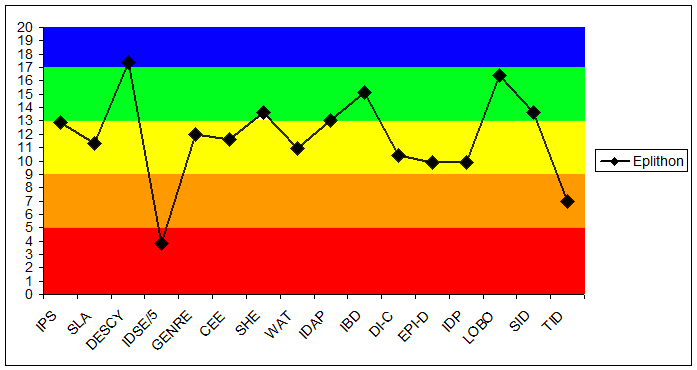 20
19
18
17
16
15
14
13
12
11
10
9
8
7
6
5
4
3
2
1
0
IPS
SLA
DESCY
IDSE/5
GENRE
CEE
SHE
WAT
IDAP
IBD
DI-C
EPI-D
IDP
LOBO
SID
TID
Eplithon